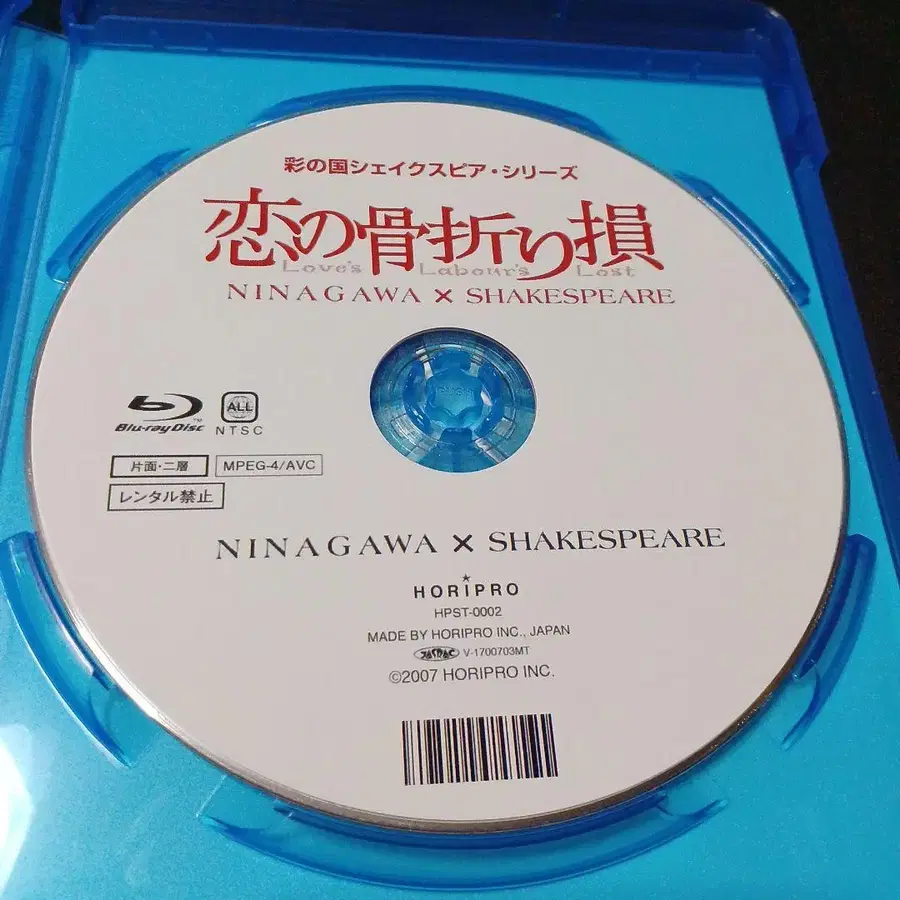 彩の国シェイクスピア・シリーズ
恋の骨折り損
Love's Labour's Lost
NINAGAWA × SHAKESPEARE
Blu-ray Disc™
ALL
NTSC
片面・二層
MPEG-4/AVC
レンタル禁止
NINAGAWA × SHAKESPEARE
HORIPRO
HPST-0002
MADE BY HORIPRO INC., JAPAN
JASRAC V-1700703MT
©2007 HORIPRO INC.